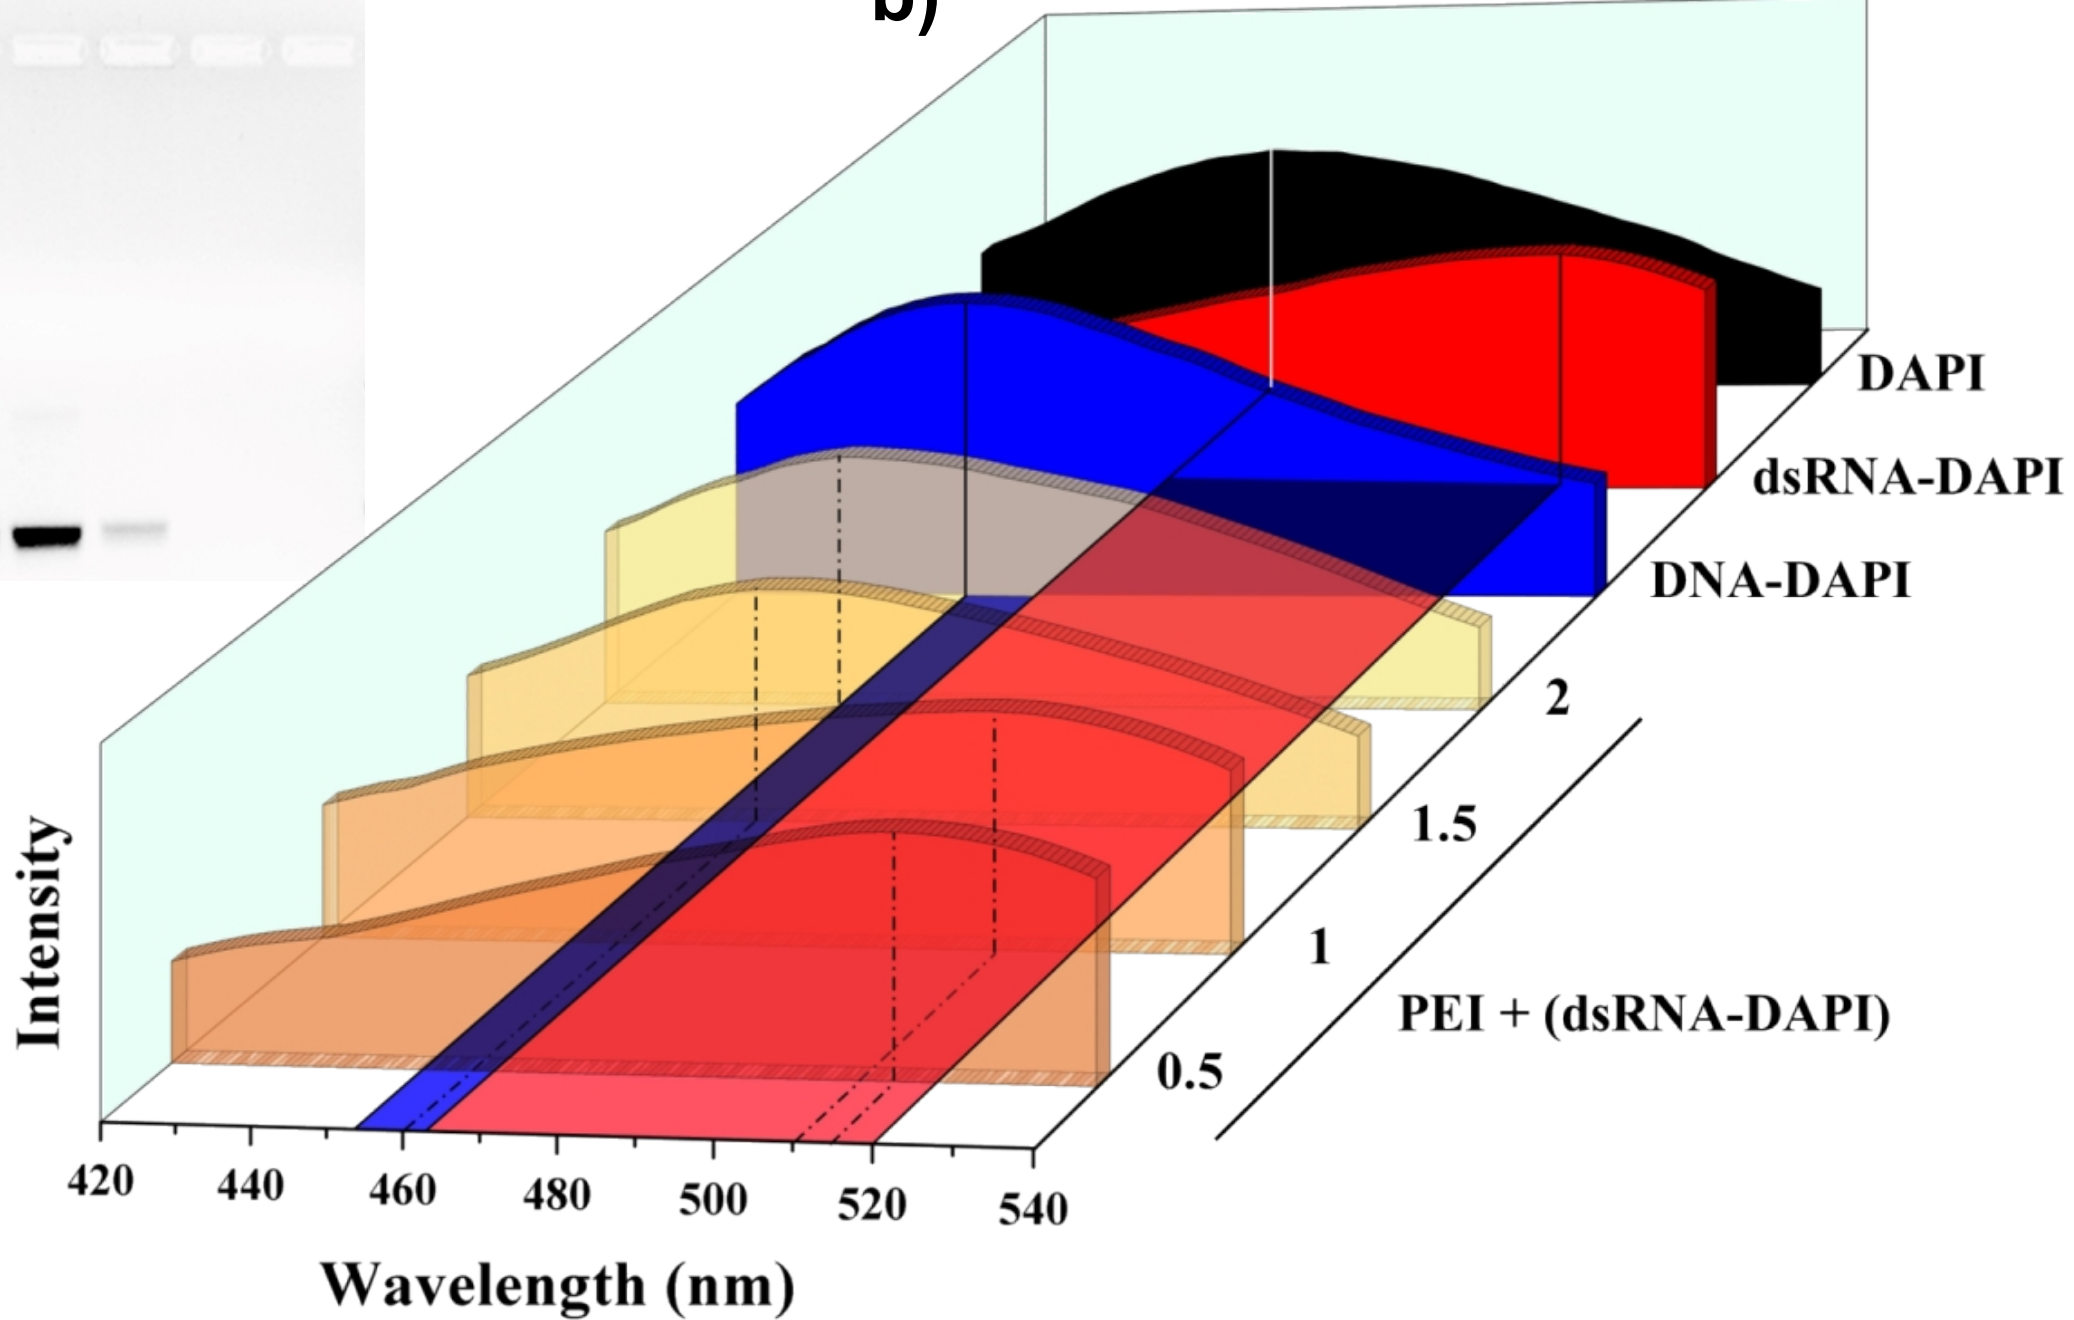 b)
DAPI
dsRNA-DAPI
DNA-DAPI
2
1.5
1
PEI + (dsRNA-DAPI)
0.5
Intensity
420 440 460 480 500 520 540
Wavelength (nm)